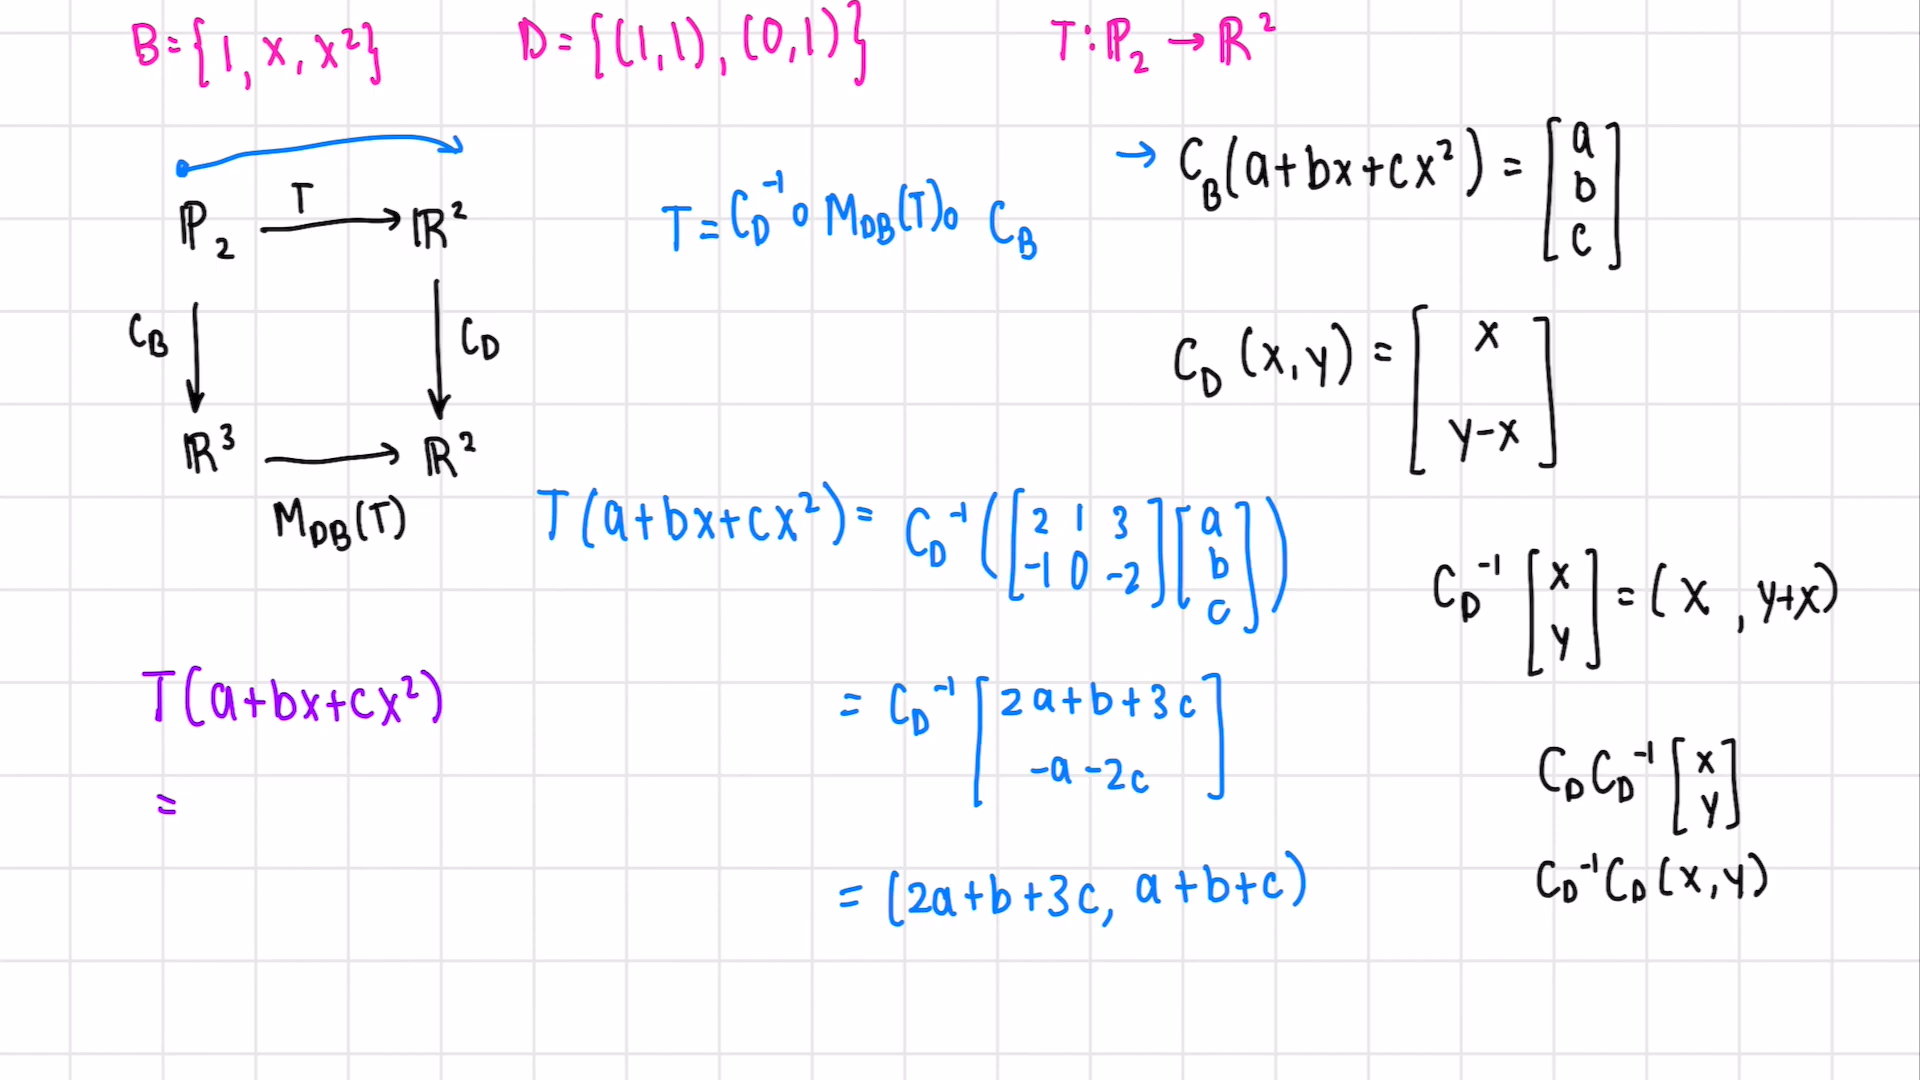 B={1, x, x²} D={(1,1), (0,1)} T:ℙ₂→ℝ²
→ C_B(a+bx+cx²) = [a b c]
T
ℙ₂ → ℝ²
T = C_D⁻¹∘M_DB(T)∘C_B
C_B C_D
C_D(x,y) = [x y-x]
ℝ³ → ℝ²
M_DB(T)
T(a+bx+cx²) = C_D⁻¹([2 1 3 -1 0 -2][a b c])
C_D⁻¹[x y] = (x, y+x)
T(a+bx+cx²)
=
= C_D⁻¹[2a+b+3c -a-2c]
= (2a+b+3c, a+b+c)
C_D C_D⁻¹[x y]
C_D⁻¹C_D(x,y)